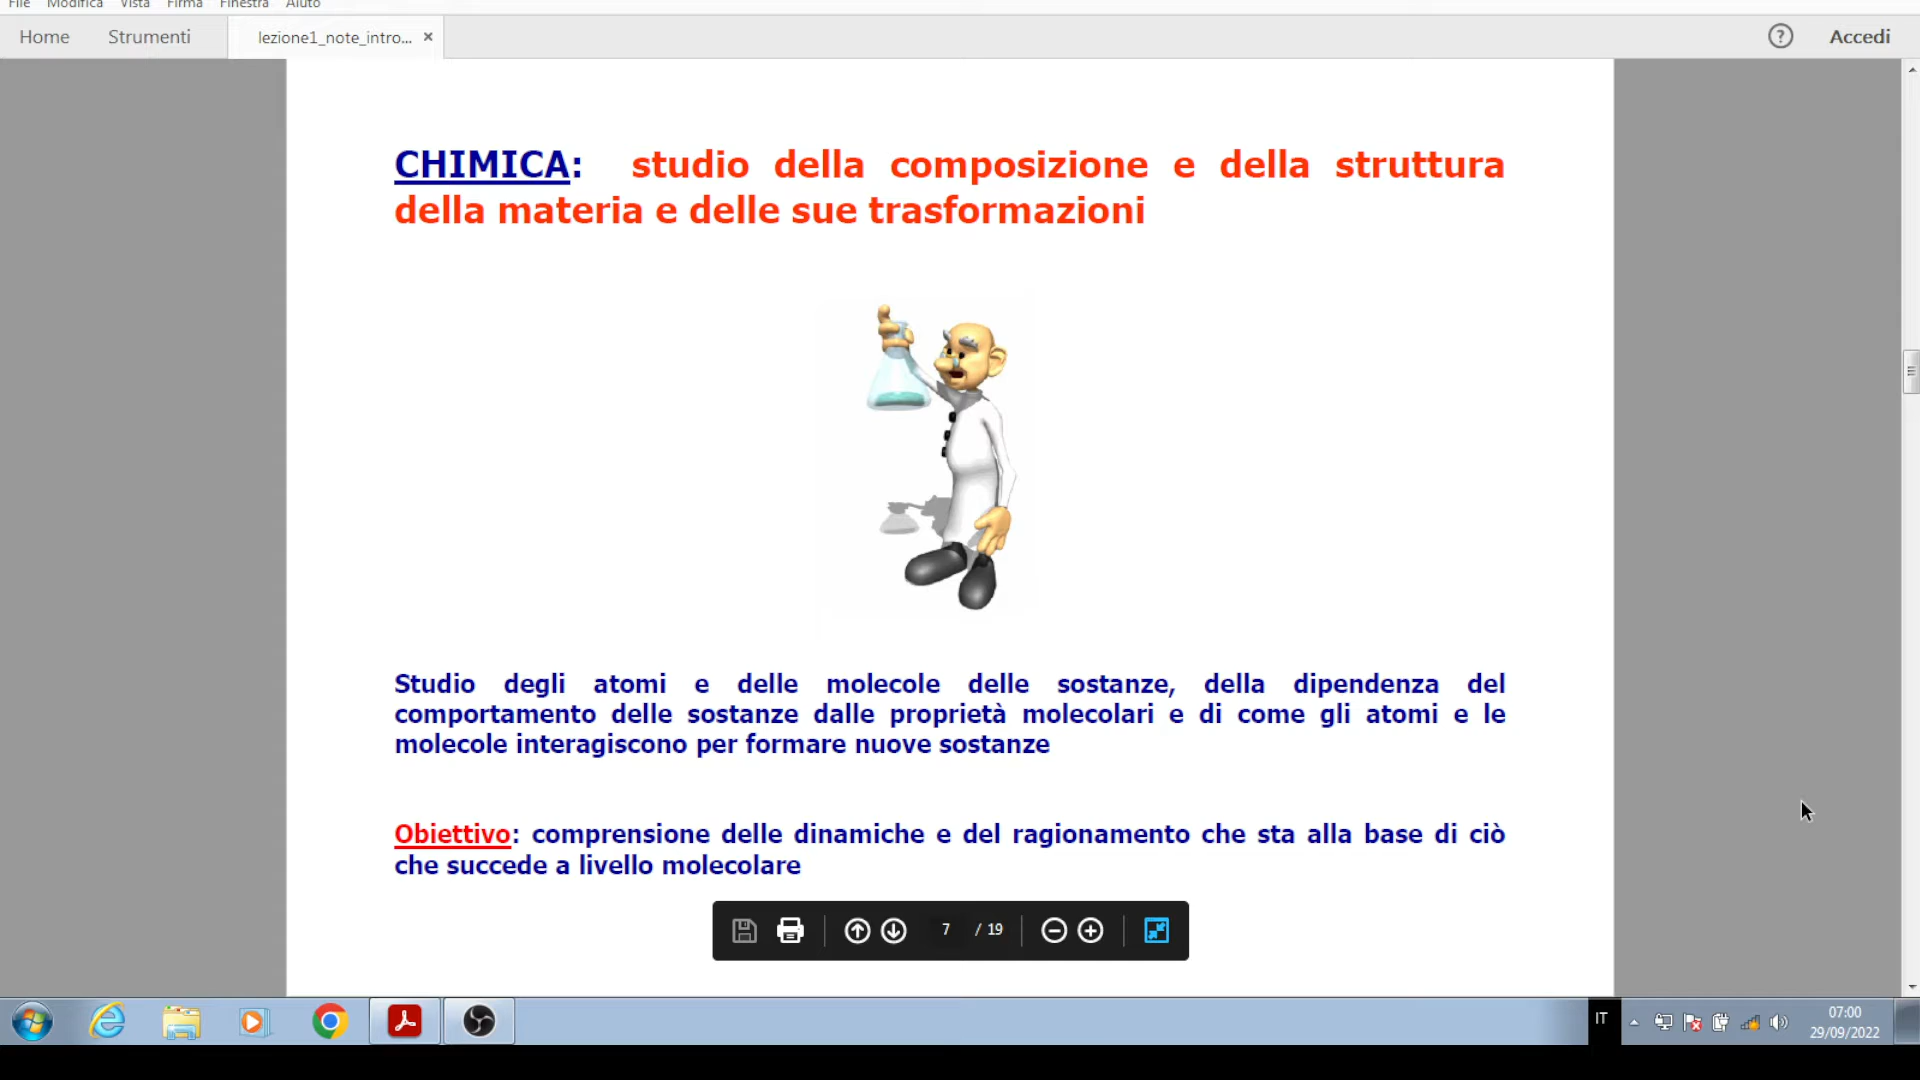 File Modifica Vista Firma Finestra Aiuto
Home Strumenti lezione1_note_intro... × ? Accedi
CHIMICA: studio della composizione e della struttura
della materia e delle sue trasformazioni
Studio degli atomi e delle molecole delle sostanze, della dipendenza del
comportamento delle sostanze dalle proprietà molecolari e di come gli atomi e le
molecole interagiscono per formare nuove sostanze
Obiettivo: comprensione delle dinamiche e del ragionamento che sta alla base di ciò
che succede a livello molecolare
7 / 19
IT
07:00
29/09/2022